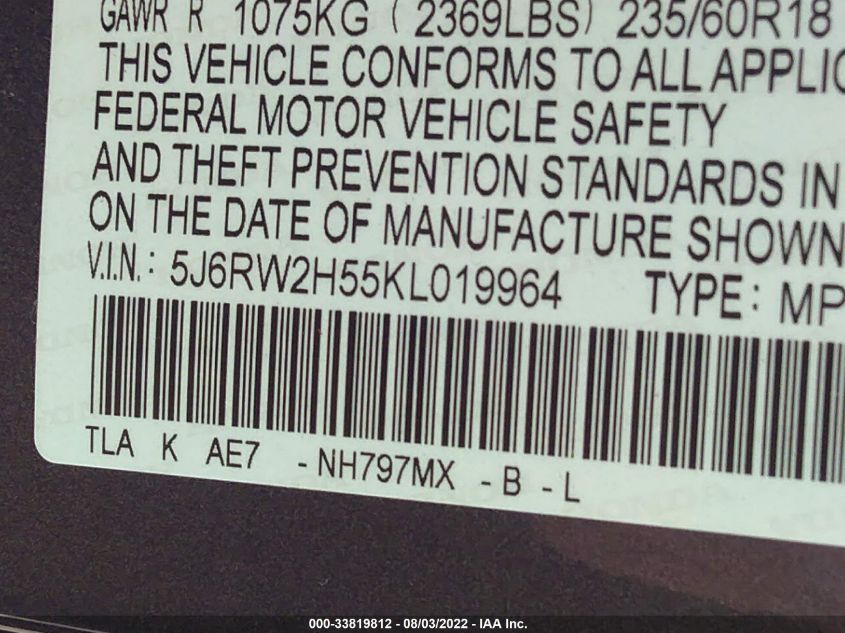 GAWR R 1075KG ( 2369LBS) 235/60R18
THIS VEHICLE CONFORMS TO ALL APPLIC
FEDERAL MOTOR VEHICLE SAFETY
AND THEFT PREVENTION STANDARDS IN
ON THE DATE OF MANUFACTURE SHOWN
V.I.N.: 5J6RW2H55KL019964 TYPE: MP
TLA K AE7 -NH797MX -B -L
000-33819812 - 08/03/2022 - IAA Inc.